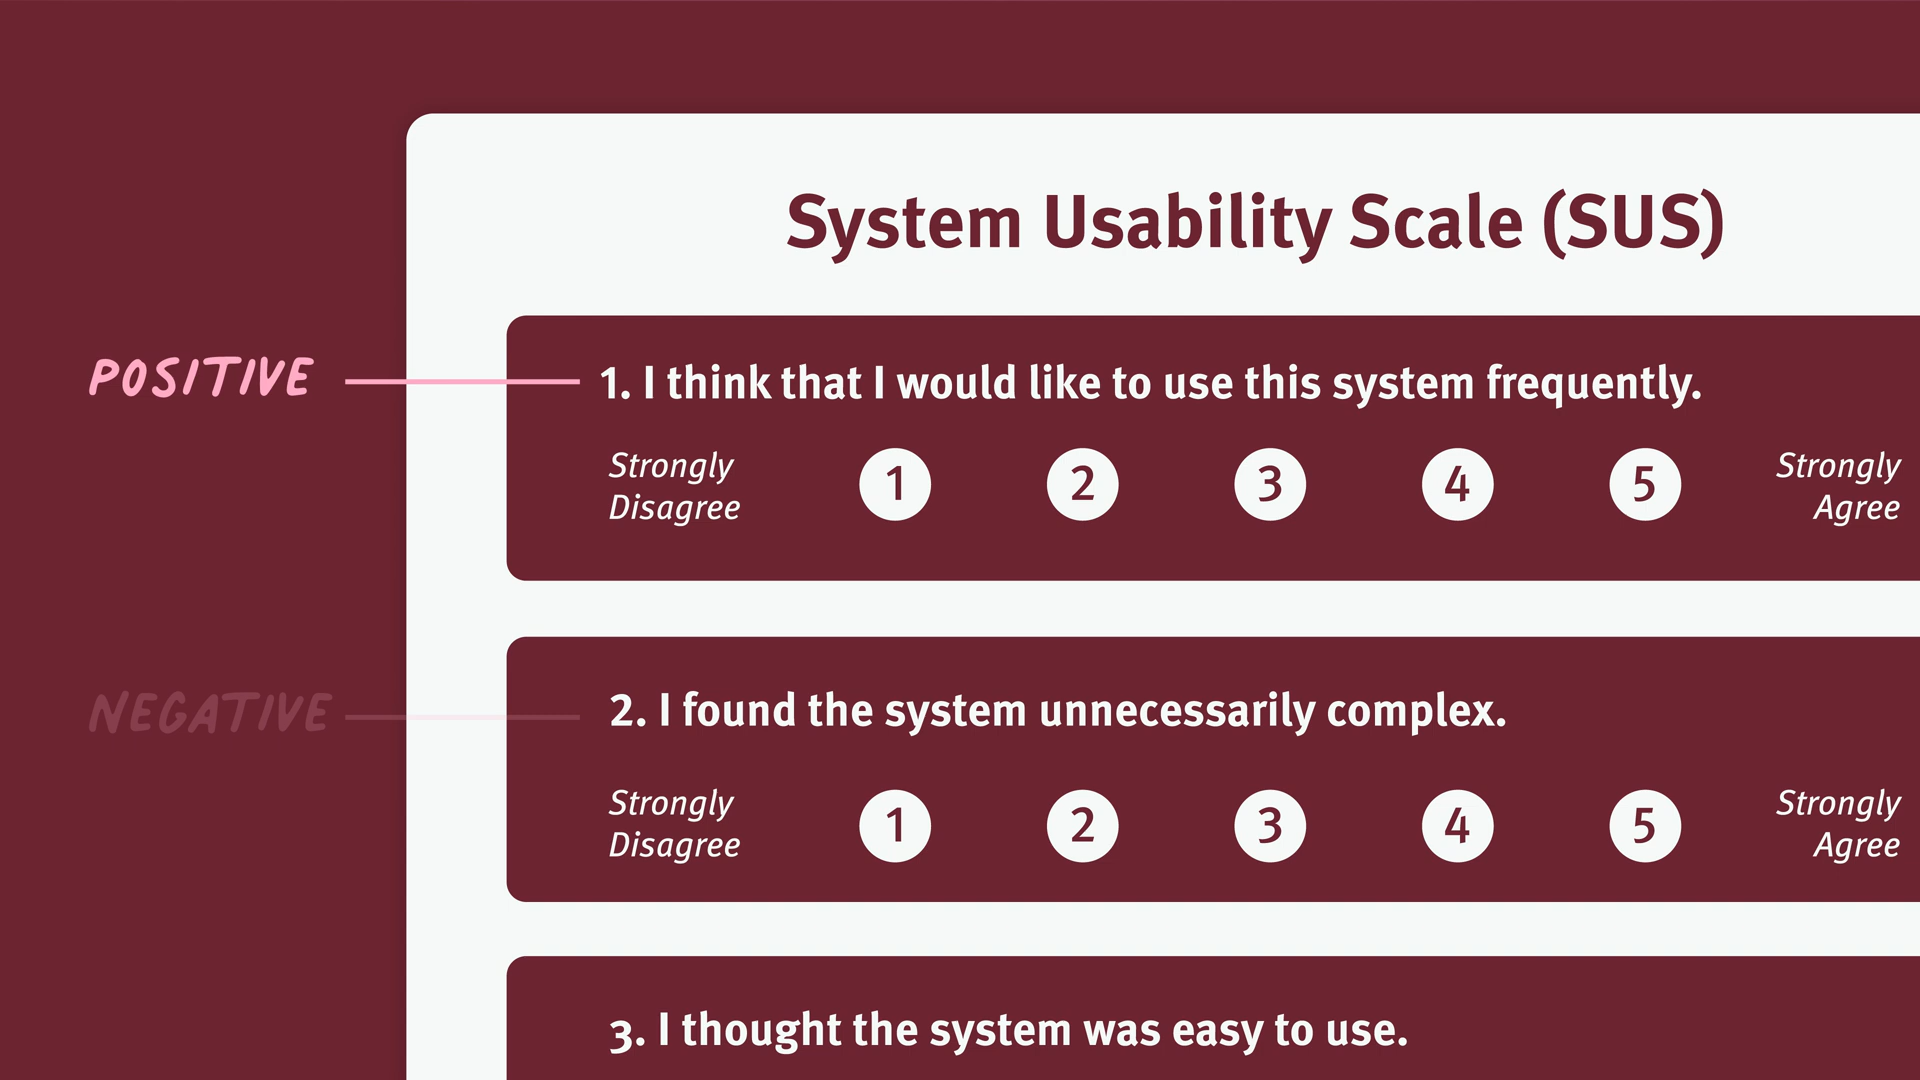 System Usability Scale (SUS)
POSITIVE
1. I think that I would like to use this system frequently.
Strongly Disagree
1 2 3 4 5
Strongly Agree
NEGATIVE
2. I found the system unnecessarily complex.
Strongly Disagree
1 2 3 4 5
Strongly Agree
3. I thought the system was easy to use.